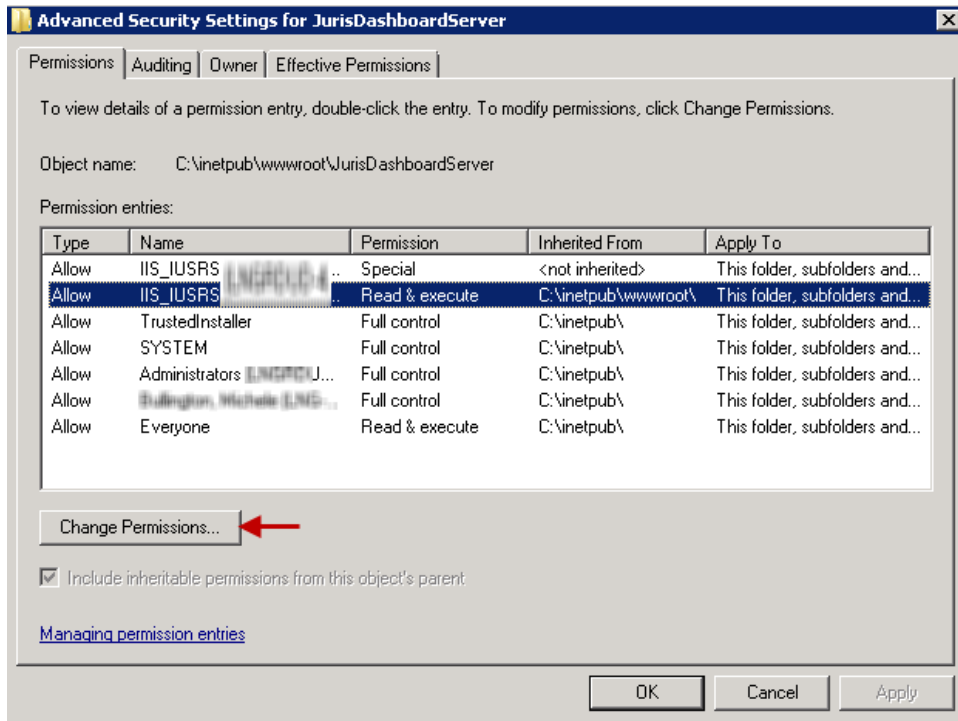 Advanced Security Settings for JurisDashboardServer
Permissions Auditing Owner Effective Permissions
To view details of a permission entry, double-click the entry. To modify permissions, click Change Permissions.
Object name: C:\inetpub\wwwroot\JurisDashboardServer
Permission entries:
Type Name Permission Inherited From Apply To
Allow IIS_IUSRS .. Special <not inherited> This folder, subfolders and...
Allow IIS_IUSRS .. Read & execute C:\inetpub\wwwroot\ This folder, subfolders and...
Allow TrustedInstaller Full control C:\inetpub\ This folder, subfolders and...
Allow SYSTEM Full control C:\inetpub\ This folder, subfolders and...
Allow Administrators U... Full control C:\inetpub\ This folder, subfolders and...
Allow Full control C:\inetpub\ This folder, subfolders and...
Allow Everyone Read & execute C:\inetpub\ This folder, subfolders and...
Change Permissions...
Include inheritable permissions from this object's parent
Managing permission entries
OK Cancel Apply